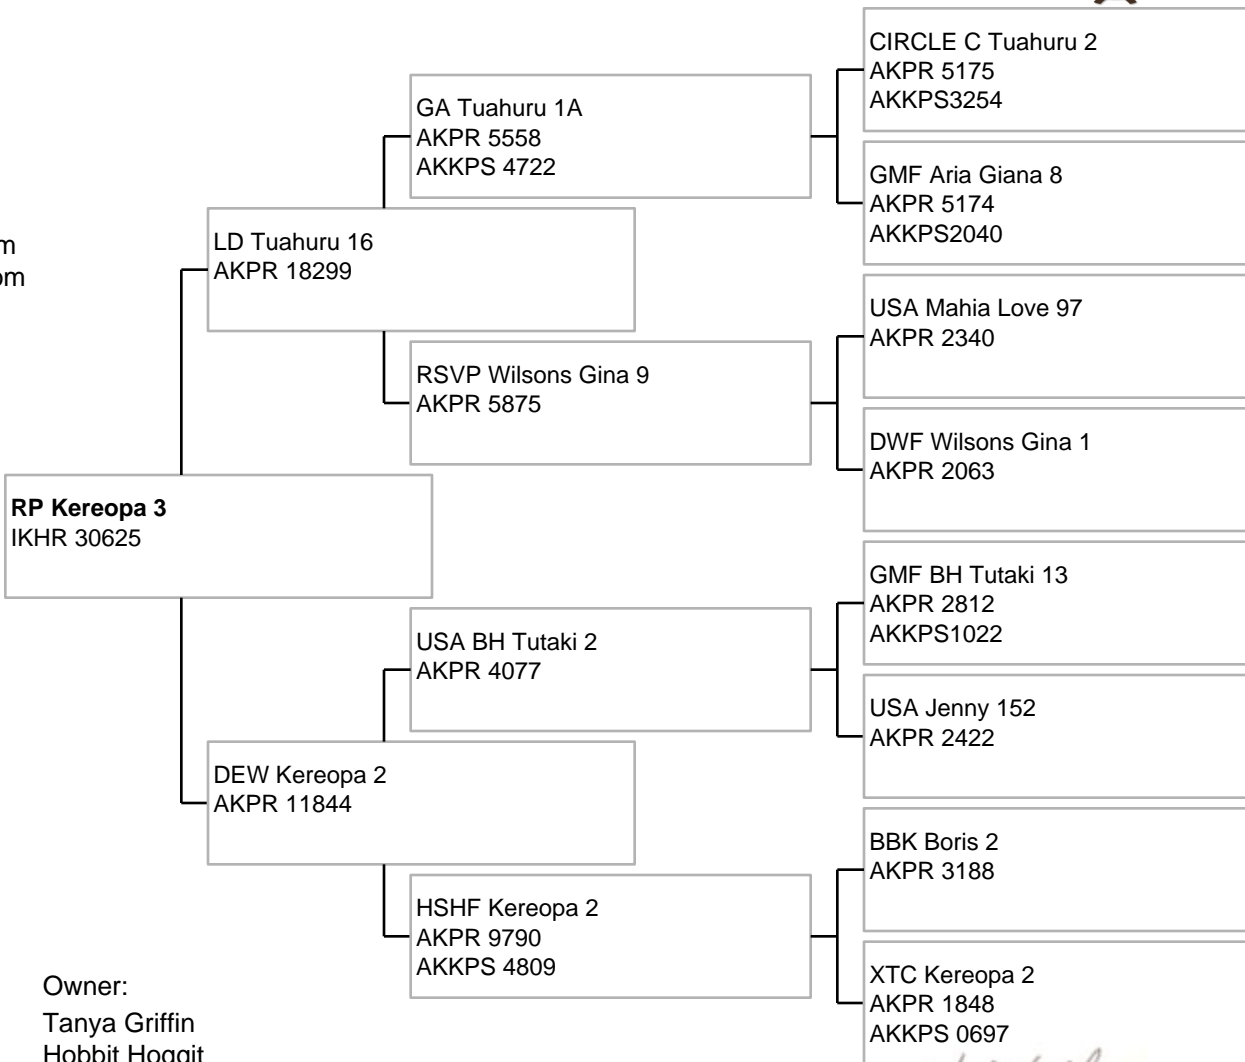 CIRCLE C Tuahuru 2
AKPR 5175
AKKPS3254
GA Tuahuru 1A
AKPR 5558
AKKPS 4722
GMF Aria Giana 8
AKPR 5174
AKKPS2040
LD Tuahuru 16
AKPR 18299
USA Mahia Love 97
AKPR 2340
RSVP Wilsons Gina 9
AKPR 5875
DWF Wilsons Gina 1
AKPR 2063
RP Kereopa 3
IKHR 30625
GMF BH Tutaki 13
AKPR 2812
AKKPS1022
USA BH Tutaki 2
AKPR 4077
USA Jenny 152
AKPR 2422
DEW Kereopa 2
AKPR 11844
BBK Boris 2
AKPR 3188
HSHF Kereopa 2
AKPR 9790
AKKPS 4809
XTC Kereopa 2
AKPR 1848
AKKPS 0697
Owner:
Tanya Griffin
Hobbit Hoggit